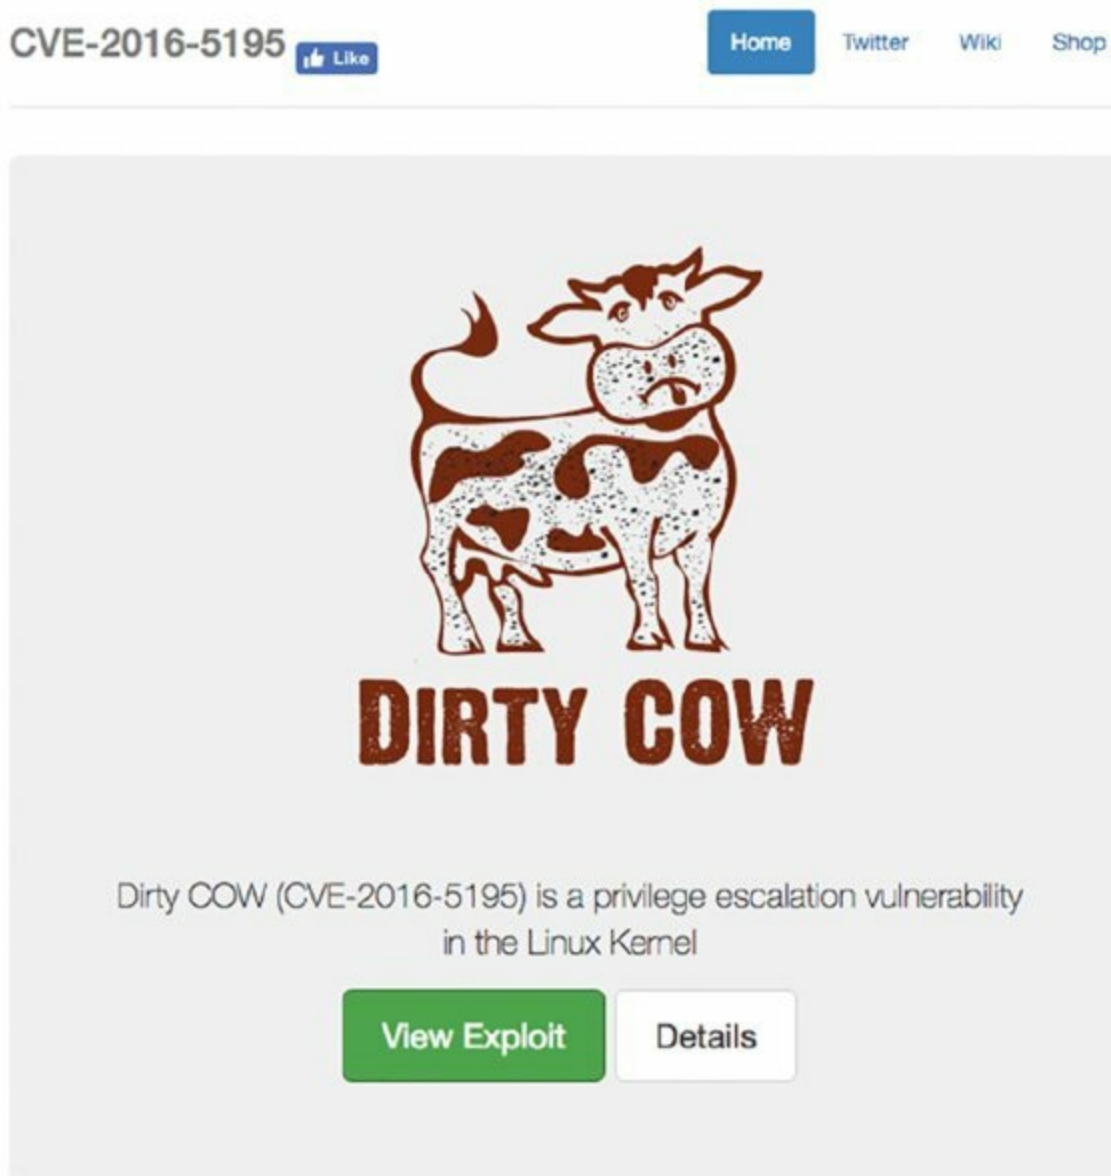 CVE-2016-5195 Like Home Twitter Wiki Shop
DIRTY COW
Dirty COW (CVE-2016-5195) is a privilege escalation vulnerability
in the Linux Kernel
View Exploit Details